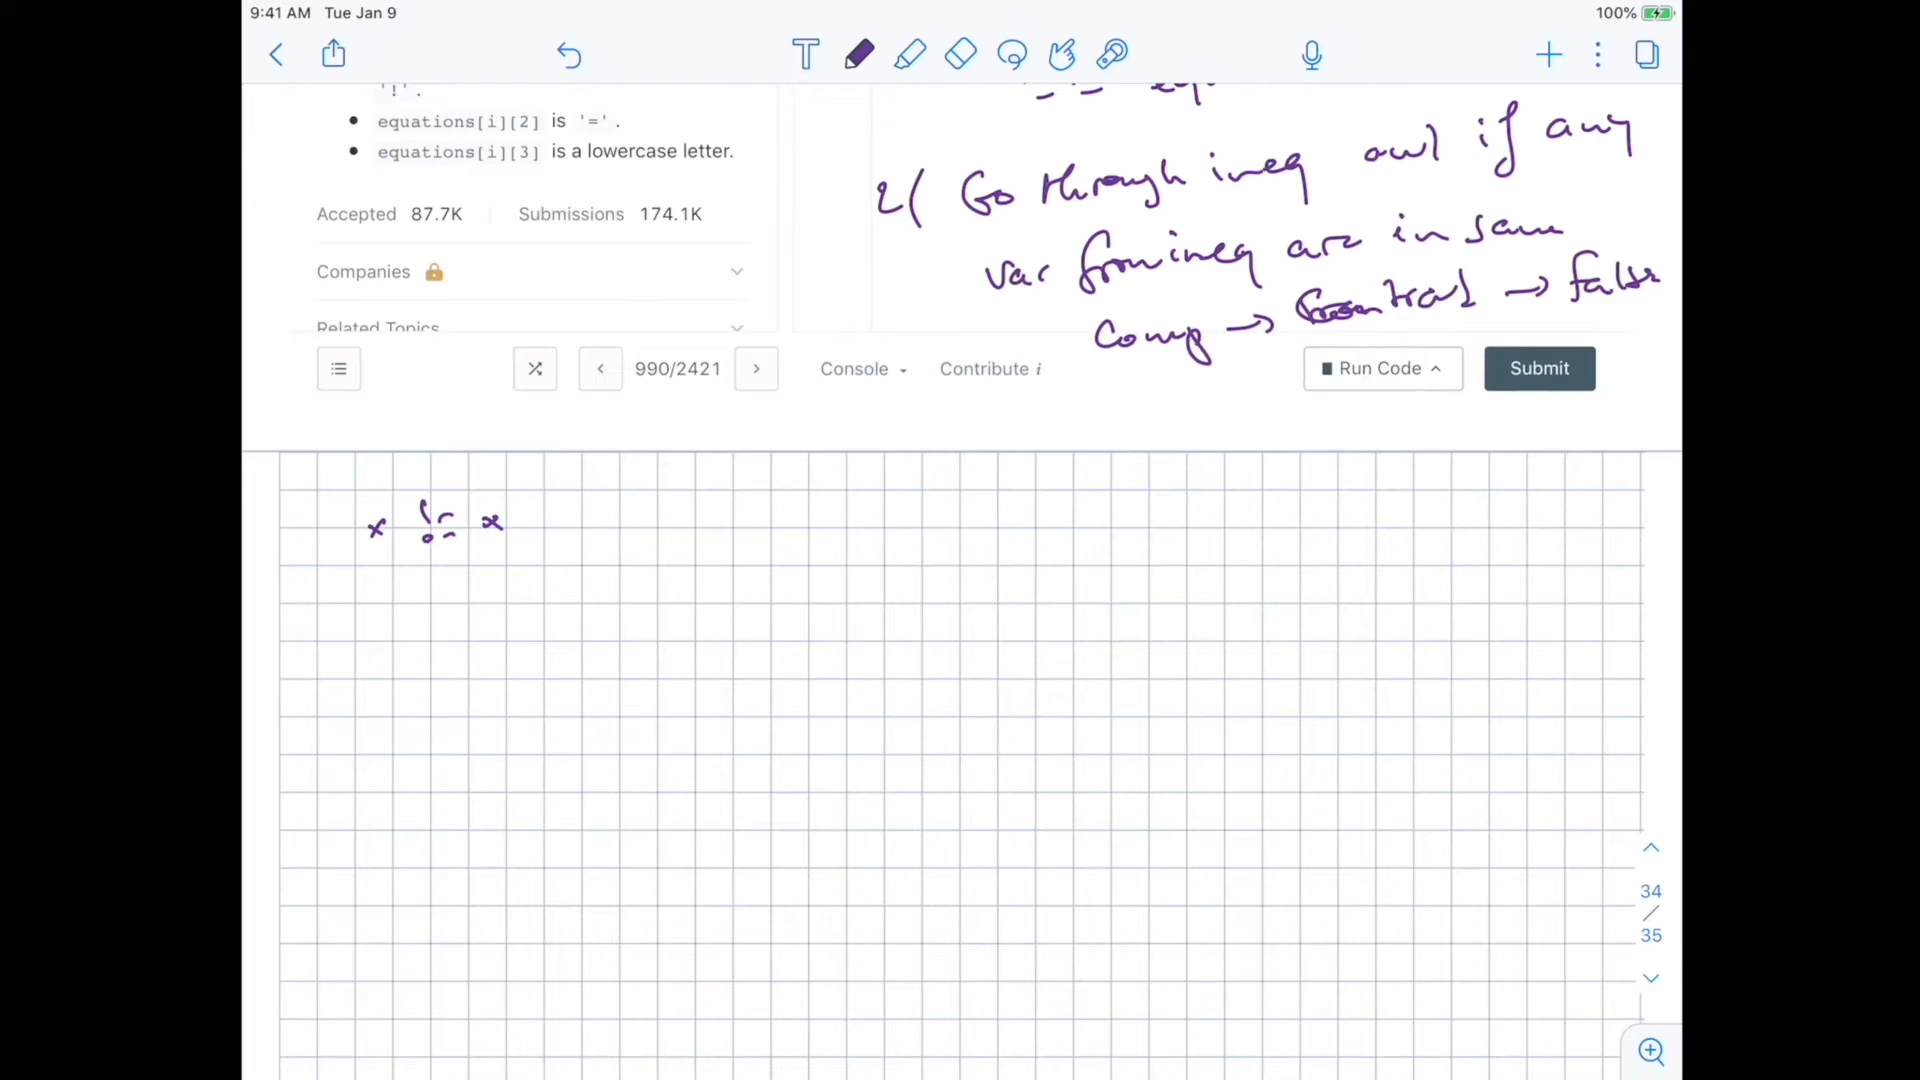 9:41 AM Tue Jan 9 100%
'!'.
equations[i][2] is '='.
equations[i][3] is a lowercase letter.
Accepted 87.7K Submissions 174.1K
Companies
Related Topics
2( Go through ineq and if any
var from ineq are in same
comp → → false
990/2421 Console Contribute i Run Code Submit
x != x
34
/
35